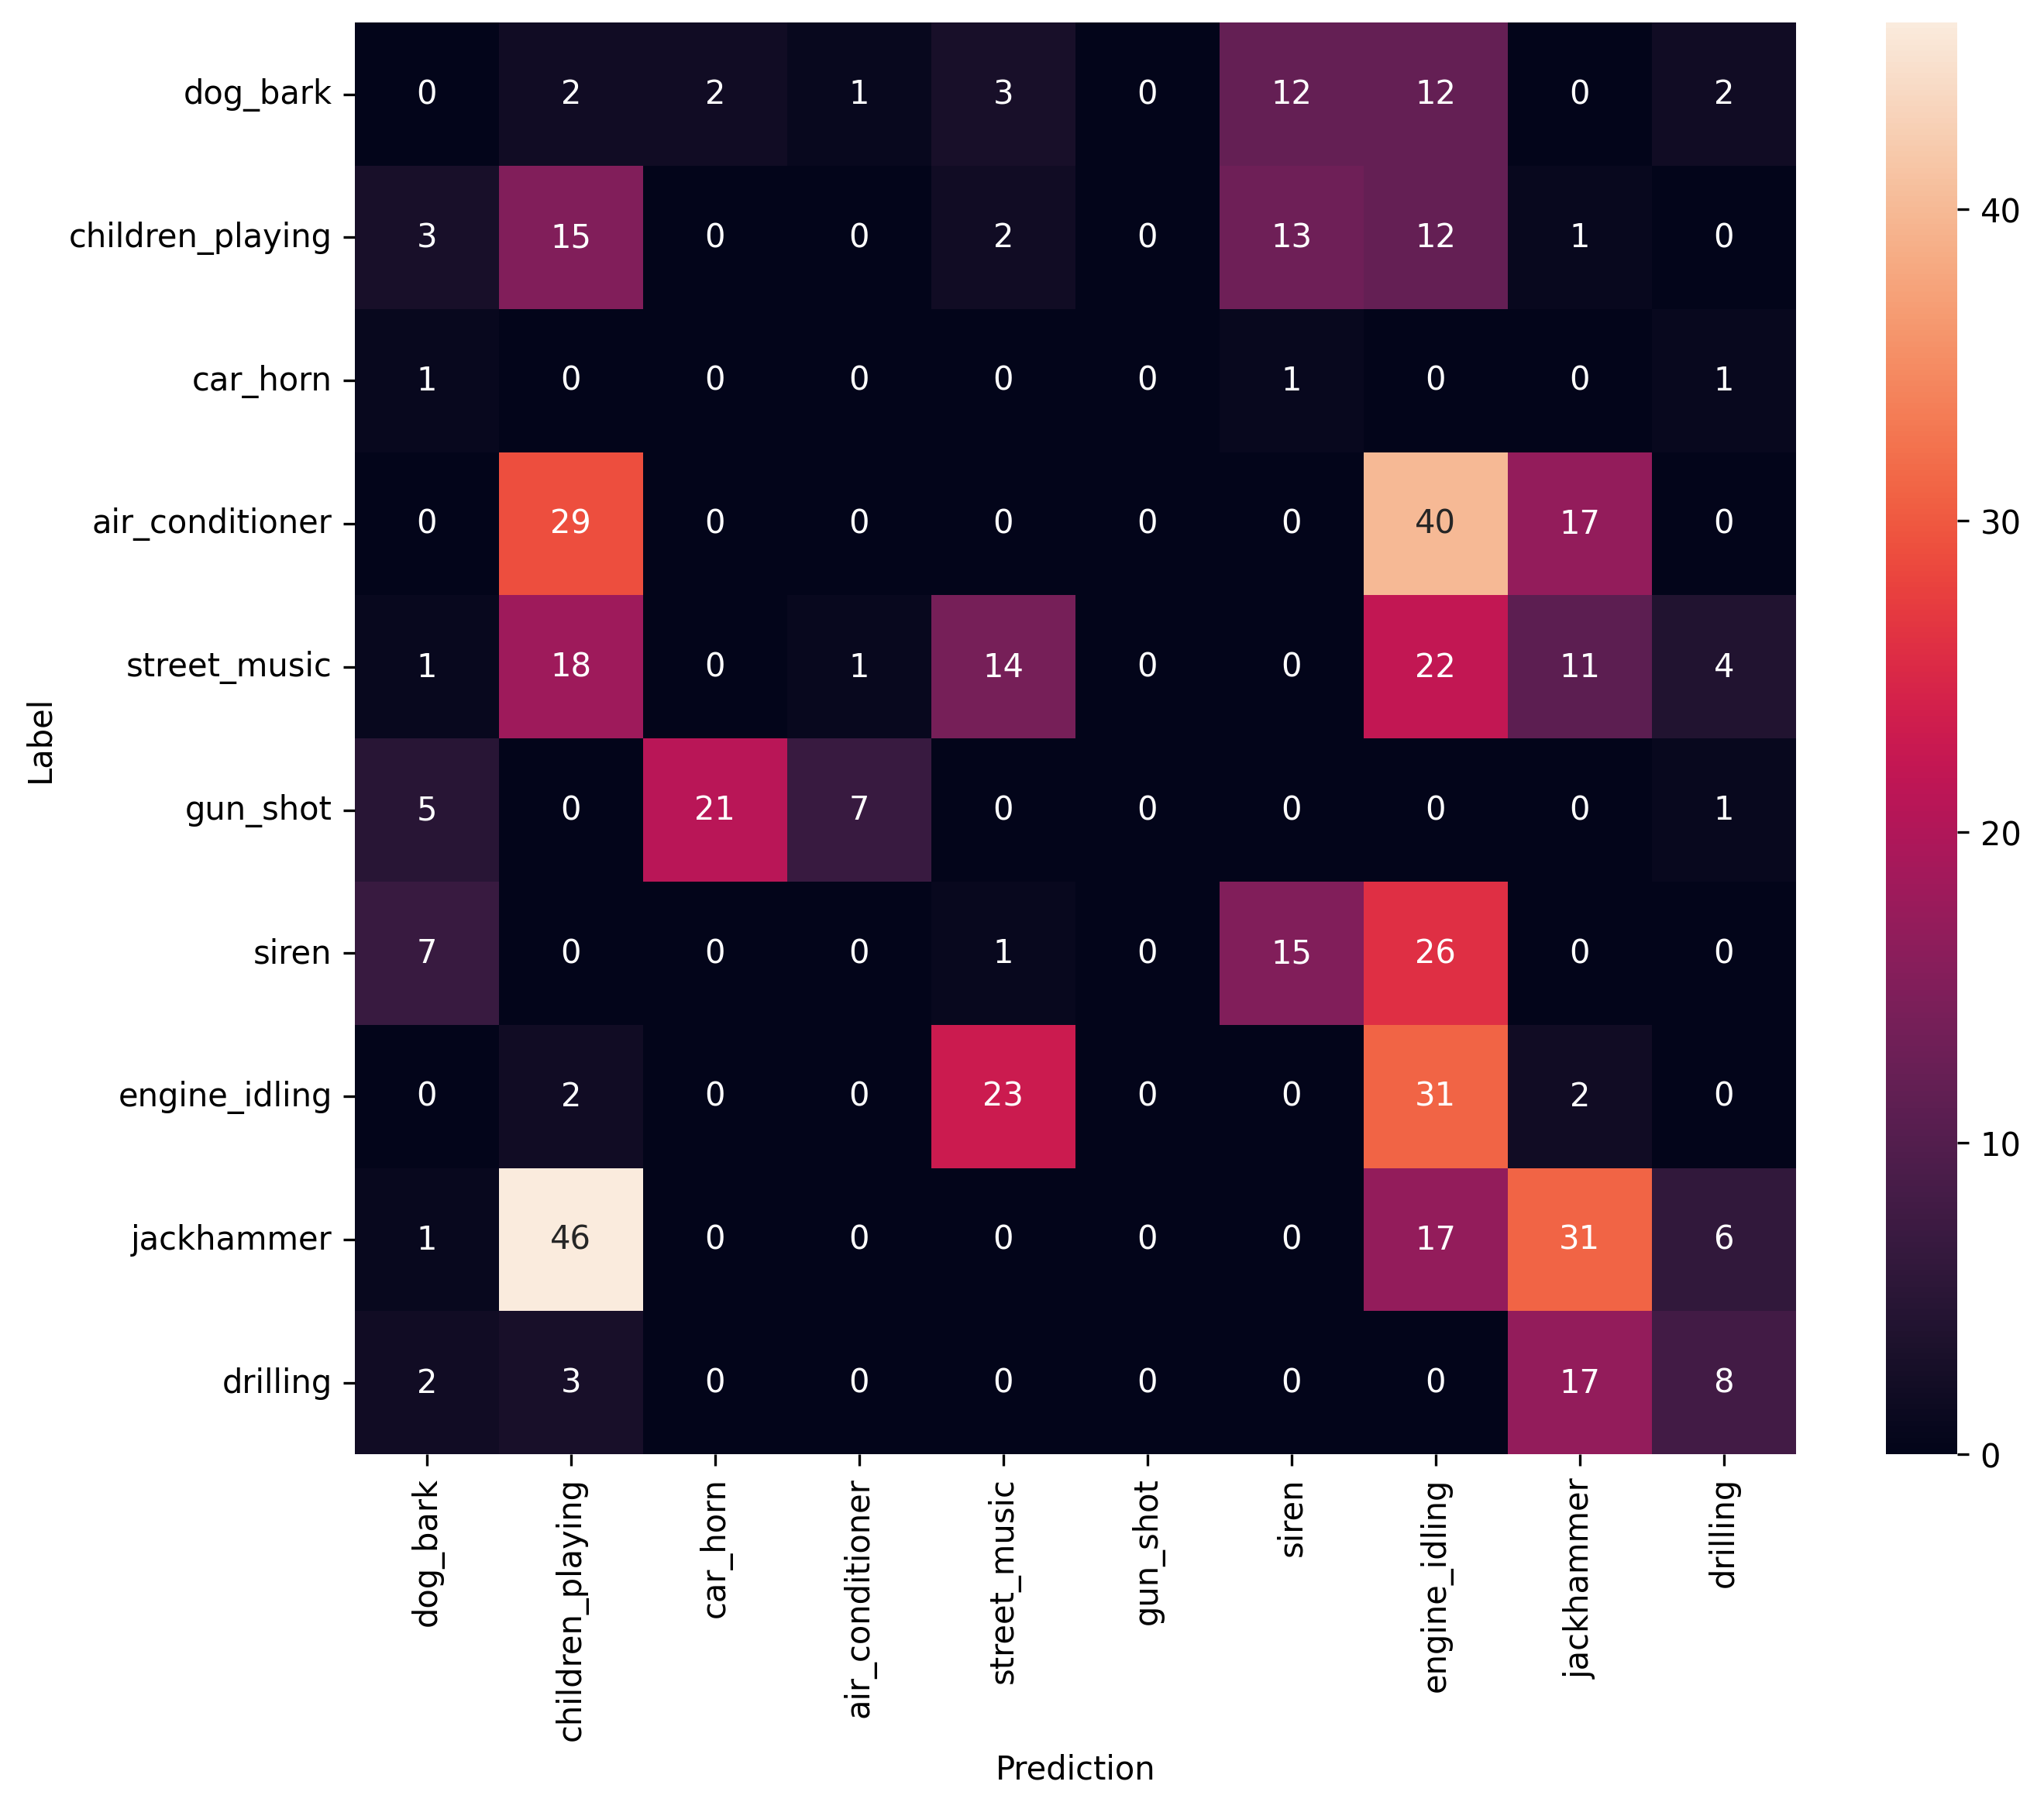 dog_bark 0 2 2 1 3 0 12 12 0 2
children_playing 3 15 0 0 2 0 13 12 1 0
car_horn 1 0 0 0 0 0 1 0 0 1
air_conditioner 0 29 0 0 0 0 0 40 17 0
street_music 1 18 0 1 14 0 0 22 11 4
gun_shot 5 0 21 7 0 0 0 0 0 1
siren 7 0 0 0 1 0 15 26 0 0
engine_idling 0 2 0 0 23 0 0 31 2 0
jackhammer 1 46 0 0 0 0 0 17 31 6
drilling 2 3 0 0 0 0 0 0 17 8
Label
dog_bark children_playing car_horn air_conditioner street_music gun_shot siren engine_idling jackhammer drilling
Prediction
40
30
20
10
0